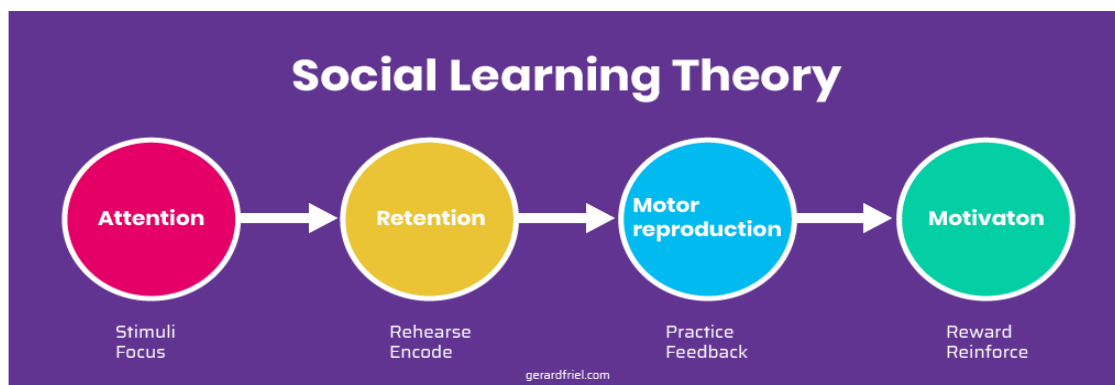 Social Learning Theory
Attention
Retention
Motor
reproduction
Motivaton
Stimuli
Focus
Rehearse
Encode
Practice
Feedback
Reward
Reinforce
gerardfriel.com